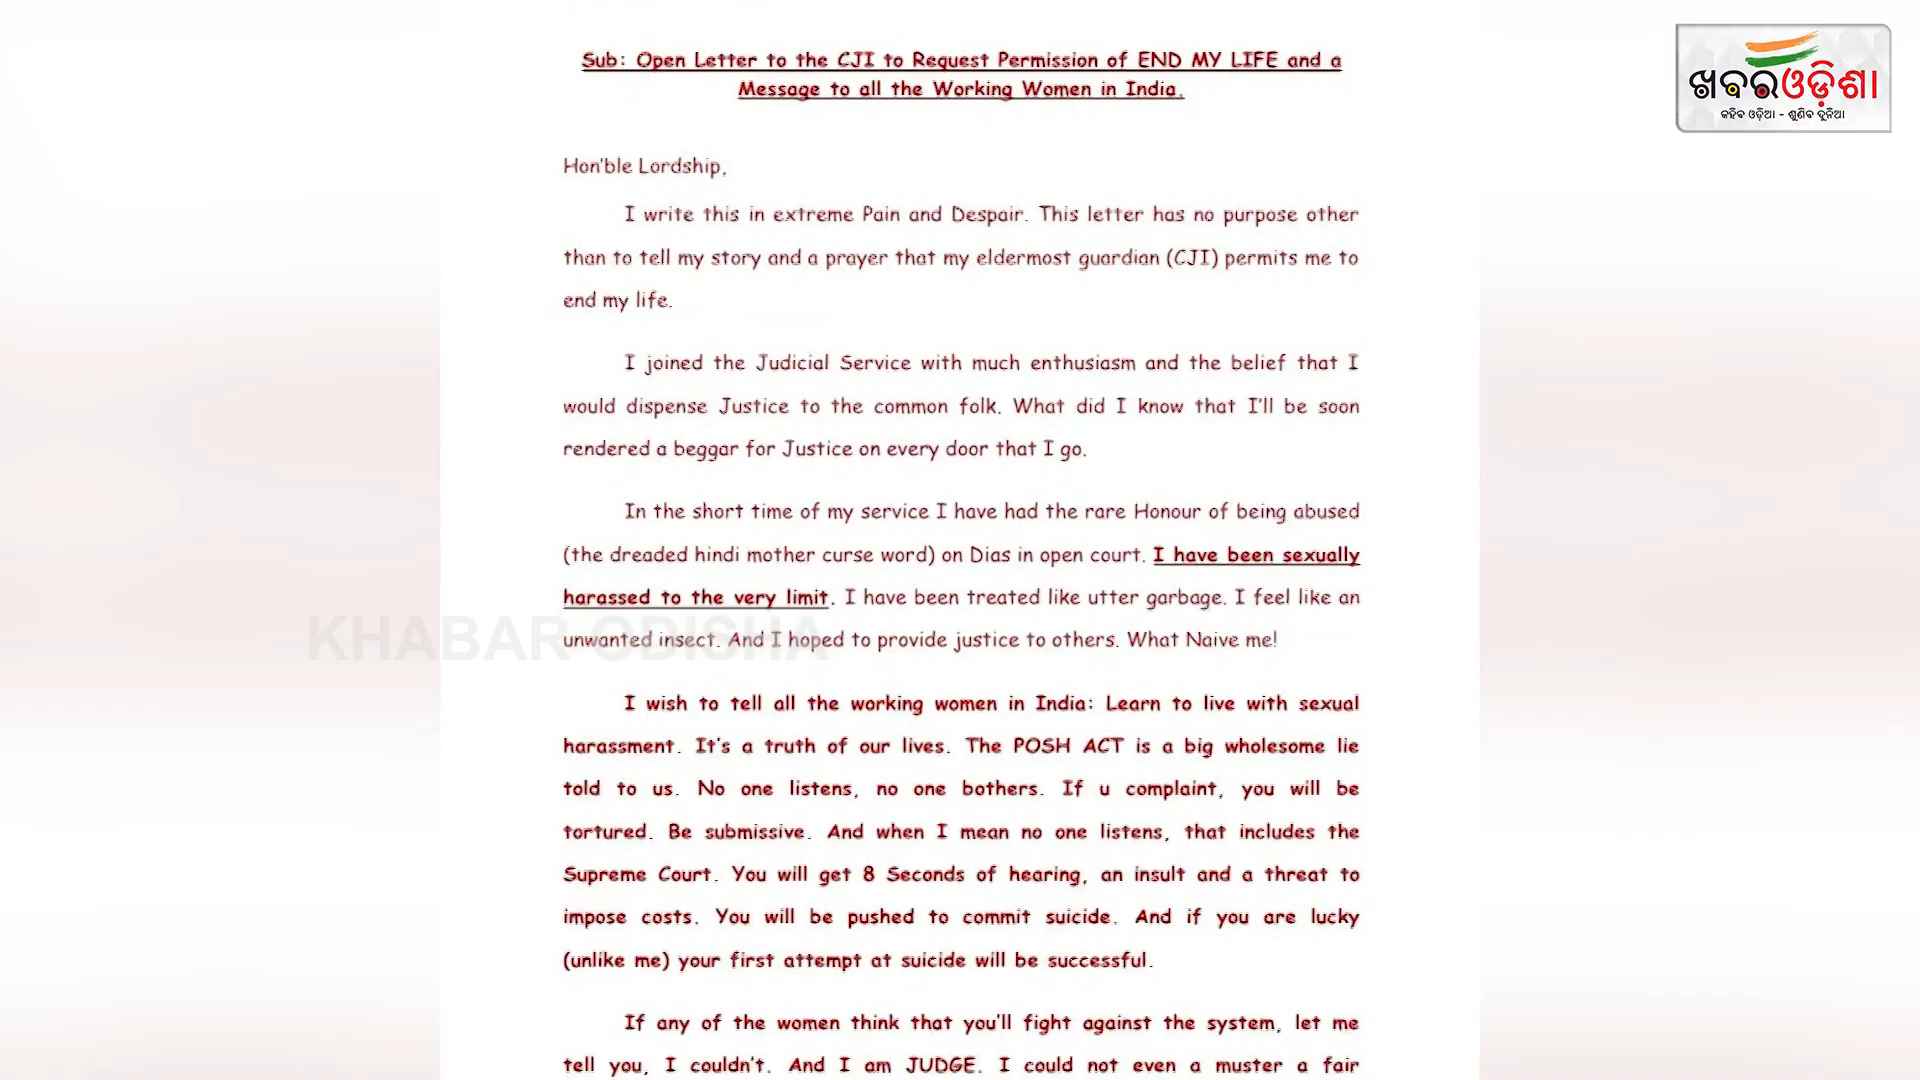 Sub: Open Letter to the CJI to Request Permission of END MY LIFE and a
Message to all the Working Women in India.
ଖବରଓଡ଼ିଶା
କହିବ ଓଡ଼ିଆ - ଶୁଣିବ ଦୁନିଆ
Hon'ble Lordship,
I write this in extreme Pain and Despair. This letter has no purpose other
than to tell my story and a prayer that my eldermost guardian (CJI) permits me to
end my life.
I joined the Judicial Service with much enthusiasm and the belief that I
would dispense Justice to the common folk. What did I know that I'll be soon
rendered a beggar for Justice on every door that I go.
In the short time of my service I have had the rare Honour of being abused
(the dreaded hindi mother curse word) on Dias in open court. I have been sexually
harassed to the very limit. I have been treated like utter garbage. I feel like an
unwanted insect. And I hoped to provide justice to others. What Naive me!
KHABAR ODISHA
I wish to tell all the working women in India: Learn to live with sexual
harassment. It's a truth of our lives. The POSH ACT is a big wholesome lie
told to us. No one listens, no one bothers. If u complaint, you will be
tortured. Be submissive. And when I mean no one listens, that includes the
Supreme Court. You will get 8 Seconds of hearing, an insult and a threat to
impose costs. You will be pushed to commit suicide. And if you are lucky
(unlike me) your first attempt at suicide will be successful.
If any of the women think that you'll fight against the system, let me
tell you, I couldn't. And I am JUDGE. I could not even a muster a fair